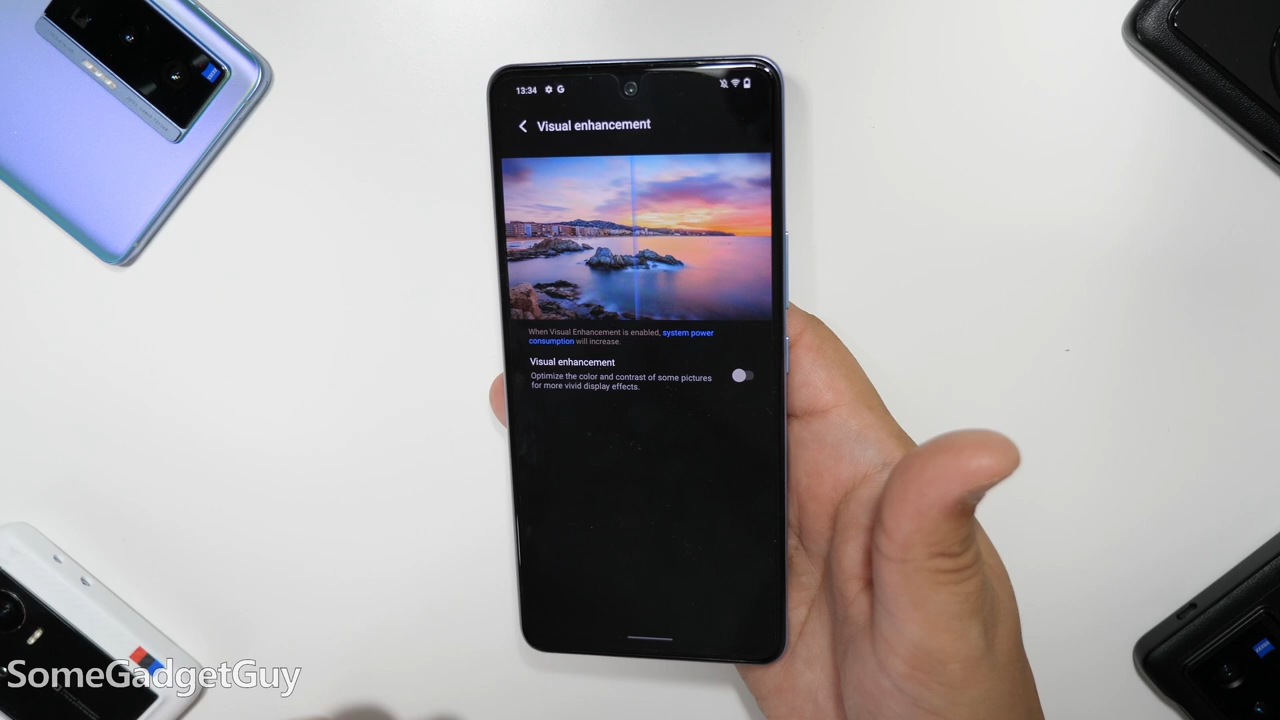 13:34
Visual enhancement
When Visual Enhancement is enabled, system power
consumption will increase.
Visual enhancement
Optimize the color and contrast of some pictures
for more vivid display effects.
SomeGadgetGuy